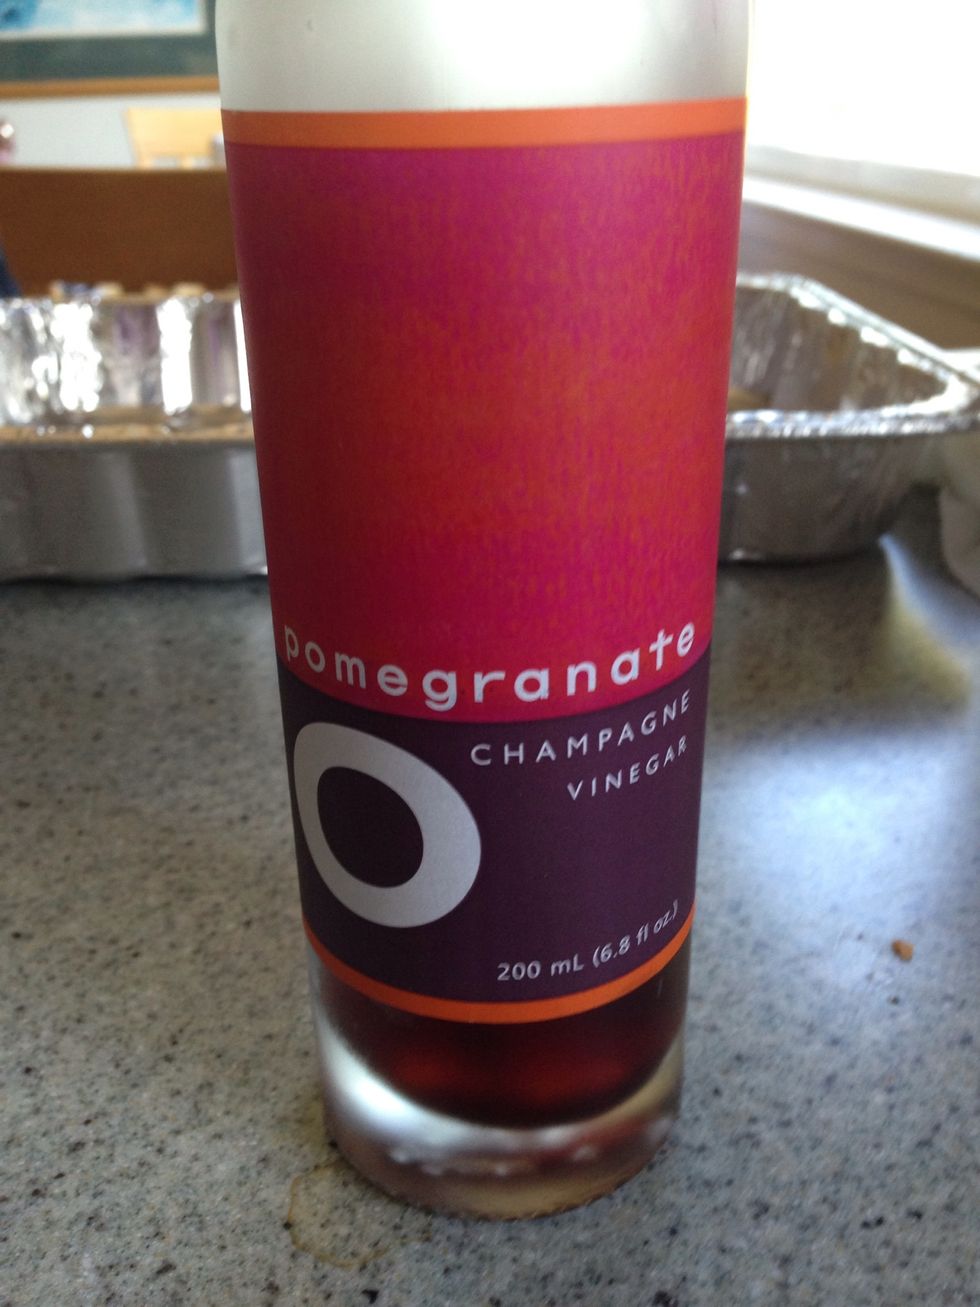 pomegranate
O
CHAMPAGNE
VINEGAR
200 mL (6.8 fl oz.)